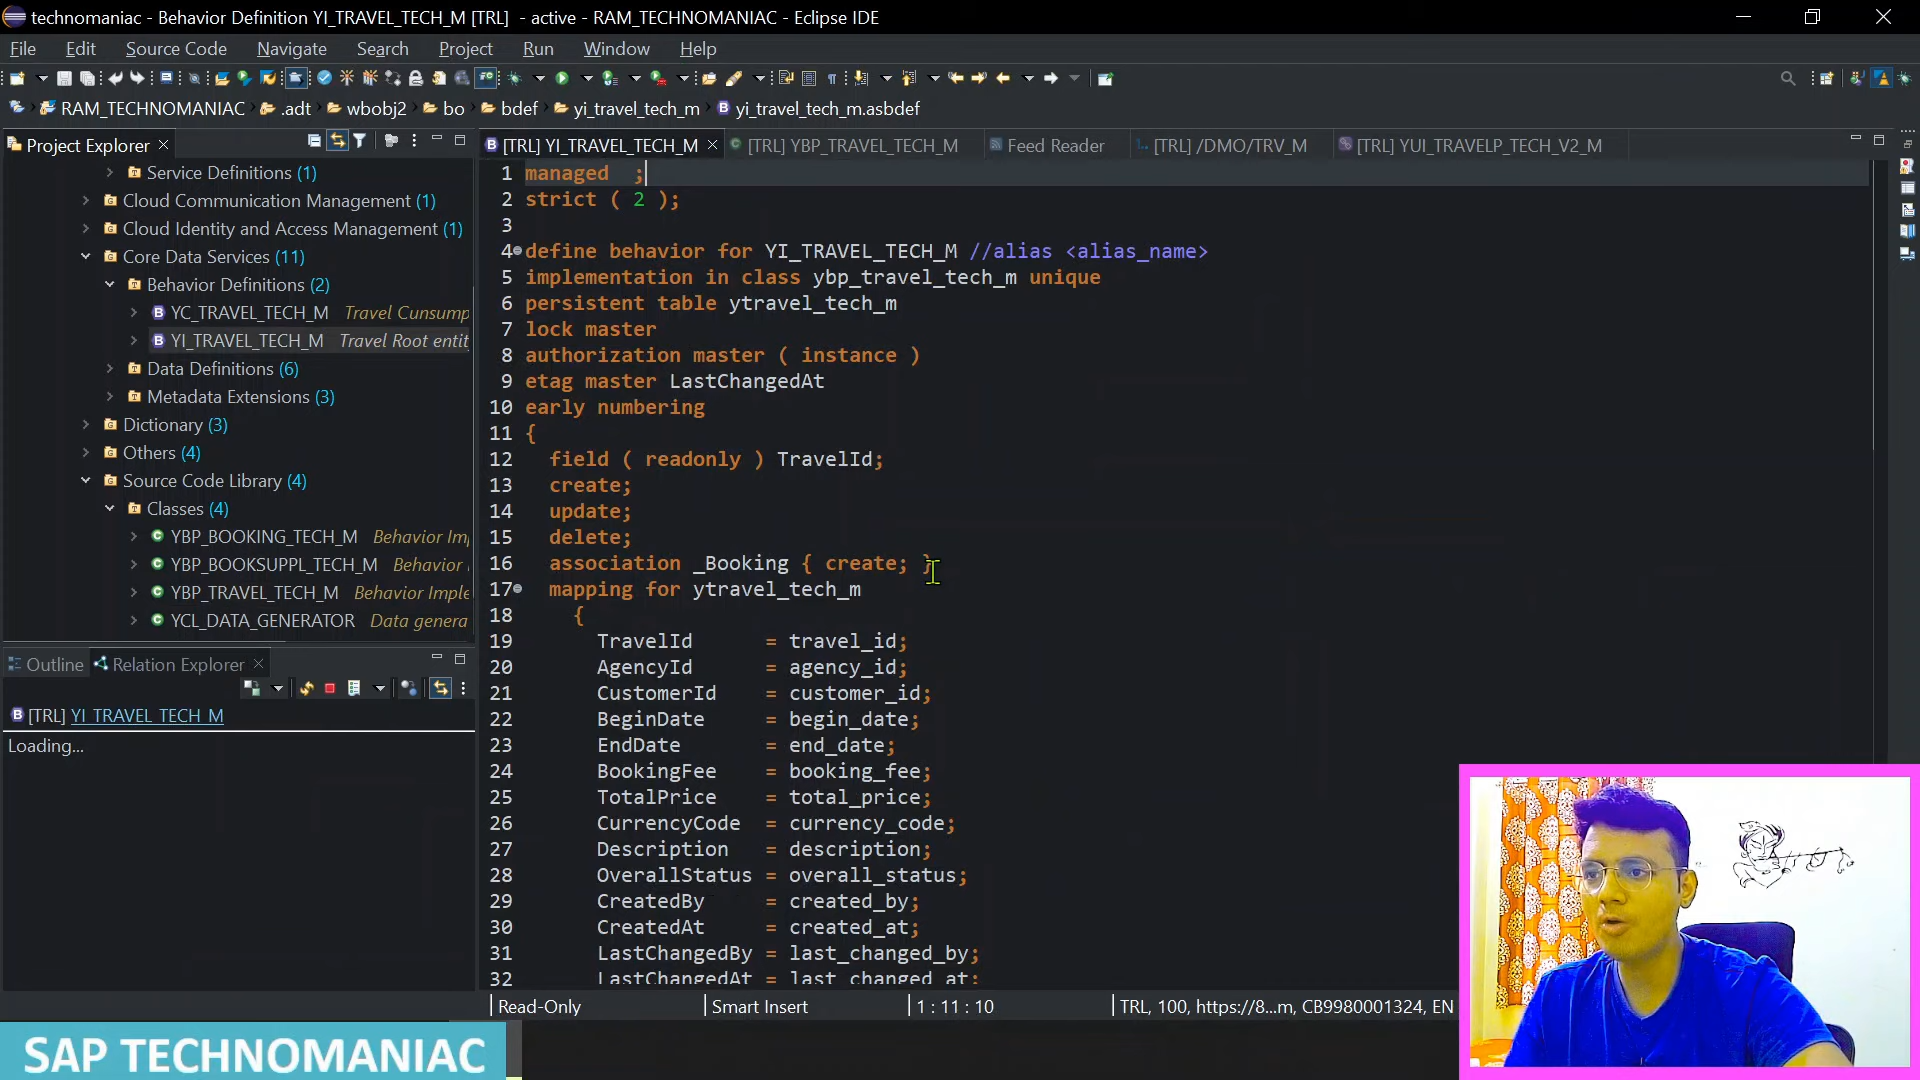 technomaniac - Behavior Definition YI_TRAVEL_TECH_M [TRL] - active - RAM_TECHNOMANIAC - Eclipse IDE
File Edit Source Code Navigate Search Project Run Window Help
RAM_TECHNOMANIAC .adt wbobj2 bo bdef yi_travel_tech_m yi_travel_tech_m.asbdef
Project Explorer
Service Definitions (1)
Cloud Communication Management (1)
Cloud Identity and Access Management (1)
Core Data Services (11)
Behavior Definitions (2)
YC_TRAVEL_TECH_M Travel Cunsump
YI_TRAVEL_TECH_M Travel Root entit
Data Definitions (6)
Metadata Extensions (3)
Dictionary (3)
Others (4)
Source Code Library (4)
Classes (4)
YBP_BOOKING_TECH_M Behavior Im
YBP_BOOKSUPPL_TECH_M Behavior
YBP_TRAVEL_TECH_M Behavior Imple
YCL_DATA_GENERATOR Data genera
Outline Relation Explorer
[TRL] YI_TRAVEL_TECH_M
Loading...
[TRL] YI_TRAVEL_TECH_M [TRL] YBP_TRAVEL_TECH_M Feed Reader [TRL] /DMO/TRV_M [TRL] YUI_TRAVELP_TECH_V2_M
1 managed ;
2 strict ( 2 );
3
4 define behavior for YI_TRAVEL_TECH_M //alias <alias_name>
5 implementation in class ybp_travel_tech_m unique
6 persistent table ytravel_tech_m
7 lock master
8 authorization master ( instance )
9 etag master LastChangedAt
10 early numbering
11 {
12 field ( readonly ) TravelId;
13 create;
14 update;
15 delete;
16 association _Booking { create; }
17 mapping for ytravel_tech_m
18 {
19 TravelId = travel_id;
20 AgencyId = agency_id;
21 CustomerId = customer_id;
22 BeginDate = begin_date;
23 EndDate = end_date;
24 BookingFee = booking_fee;
25 TotalPrice = total_price;
26 CurrencyCode = currency_code;
27 Description = description;
28 OverallStatus = overall_status;
29 CreatedBy = created_by;
30 CreatedAt = created_at;
31 LastChangedBy = last_changed_by;
32 LastChangedAt = last_changed_at;
Read-Only Smart Insert 1 : 11 : 10 TRL, 100, https://8...m, CB9980001324, EN
SAP TECHNOMANIAC